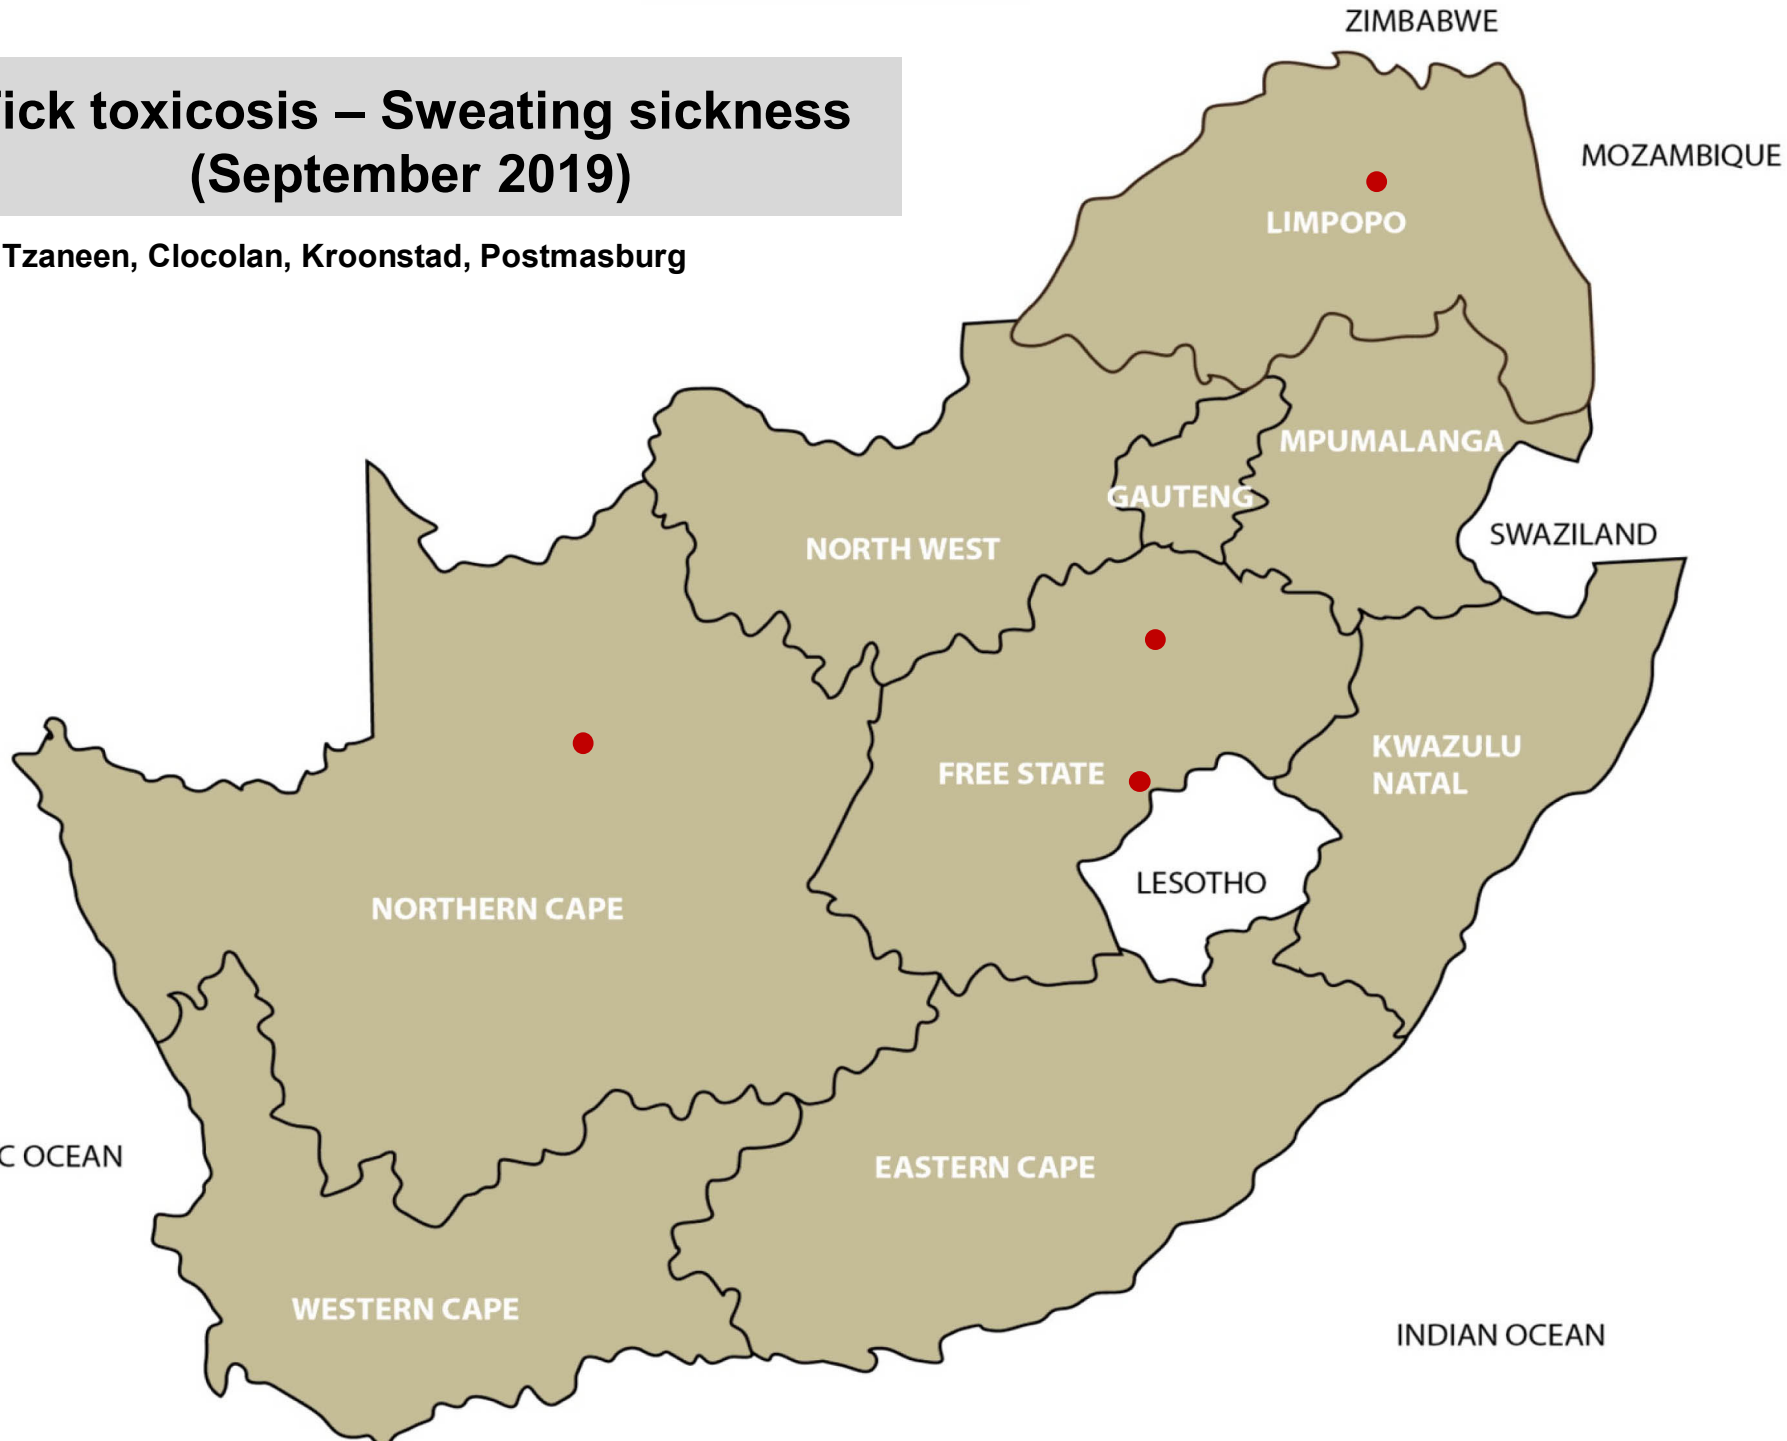 ZIMBABWE
ick toxicosis – Sweating sickness
(September 2019)
MOZAMBIQUE
LIMPOPO
Tzaneen, Clocolan, Kroonstad, Postmasburg
MPUMALANGA
GAUTENG
SWAZILAND
NORTH WEST
KWAZULU
NATAL
FREE STATE
LESOTHO
NORTHERN CAPE
C OCEAN
EASTERN CAPE
WESTERN CAPE
INDIAN OCEAN